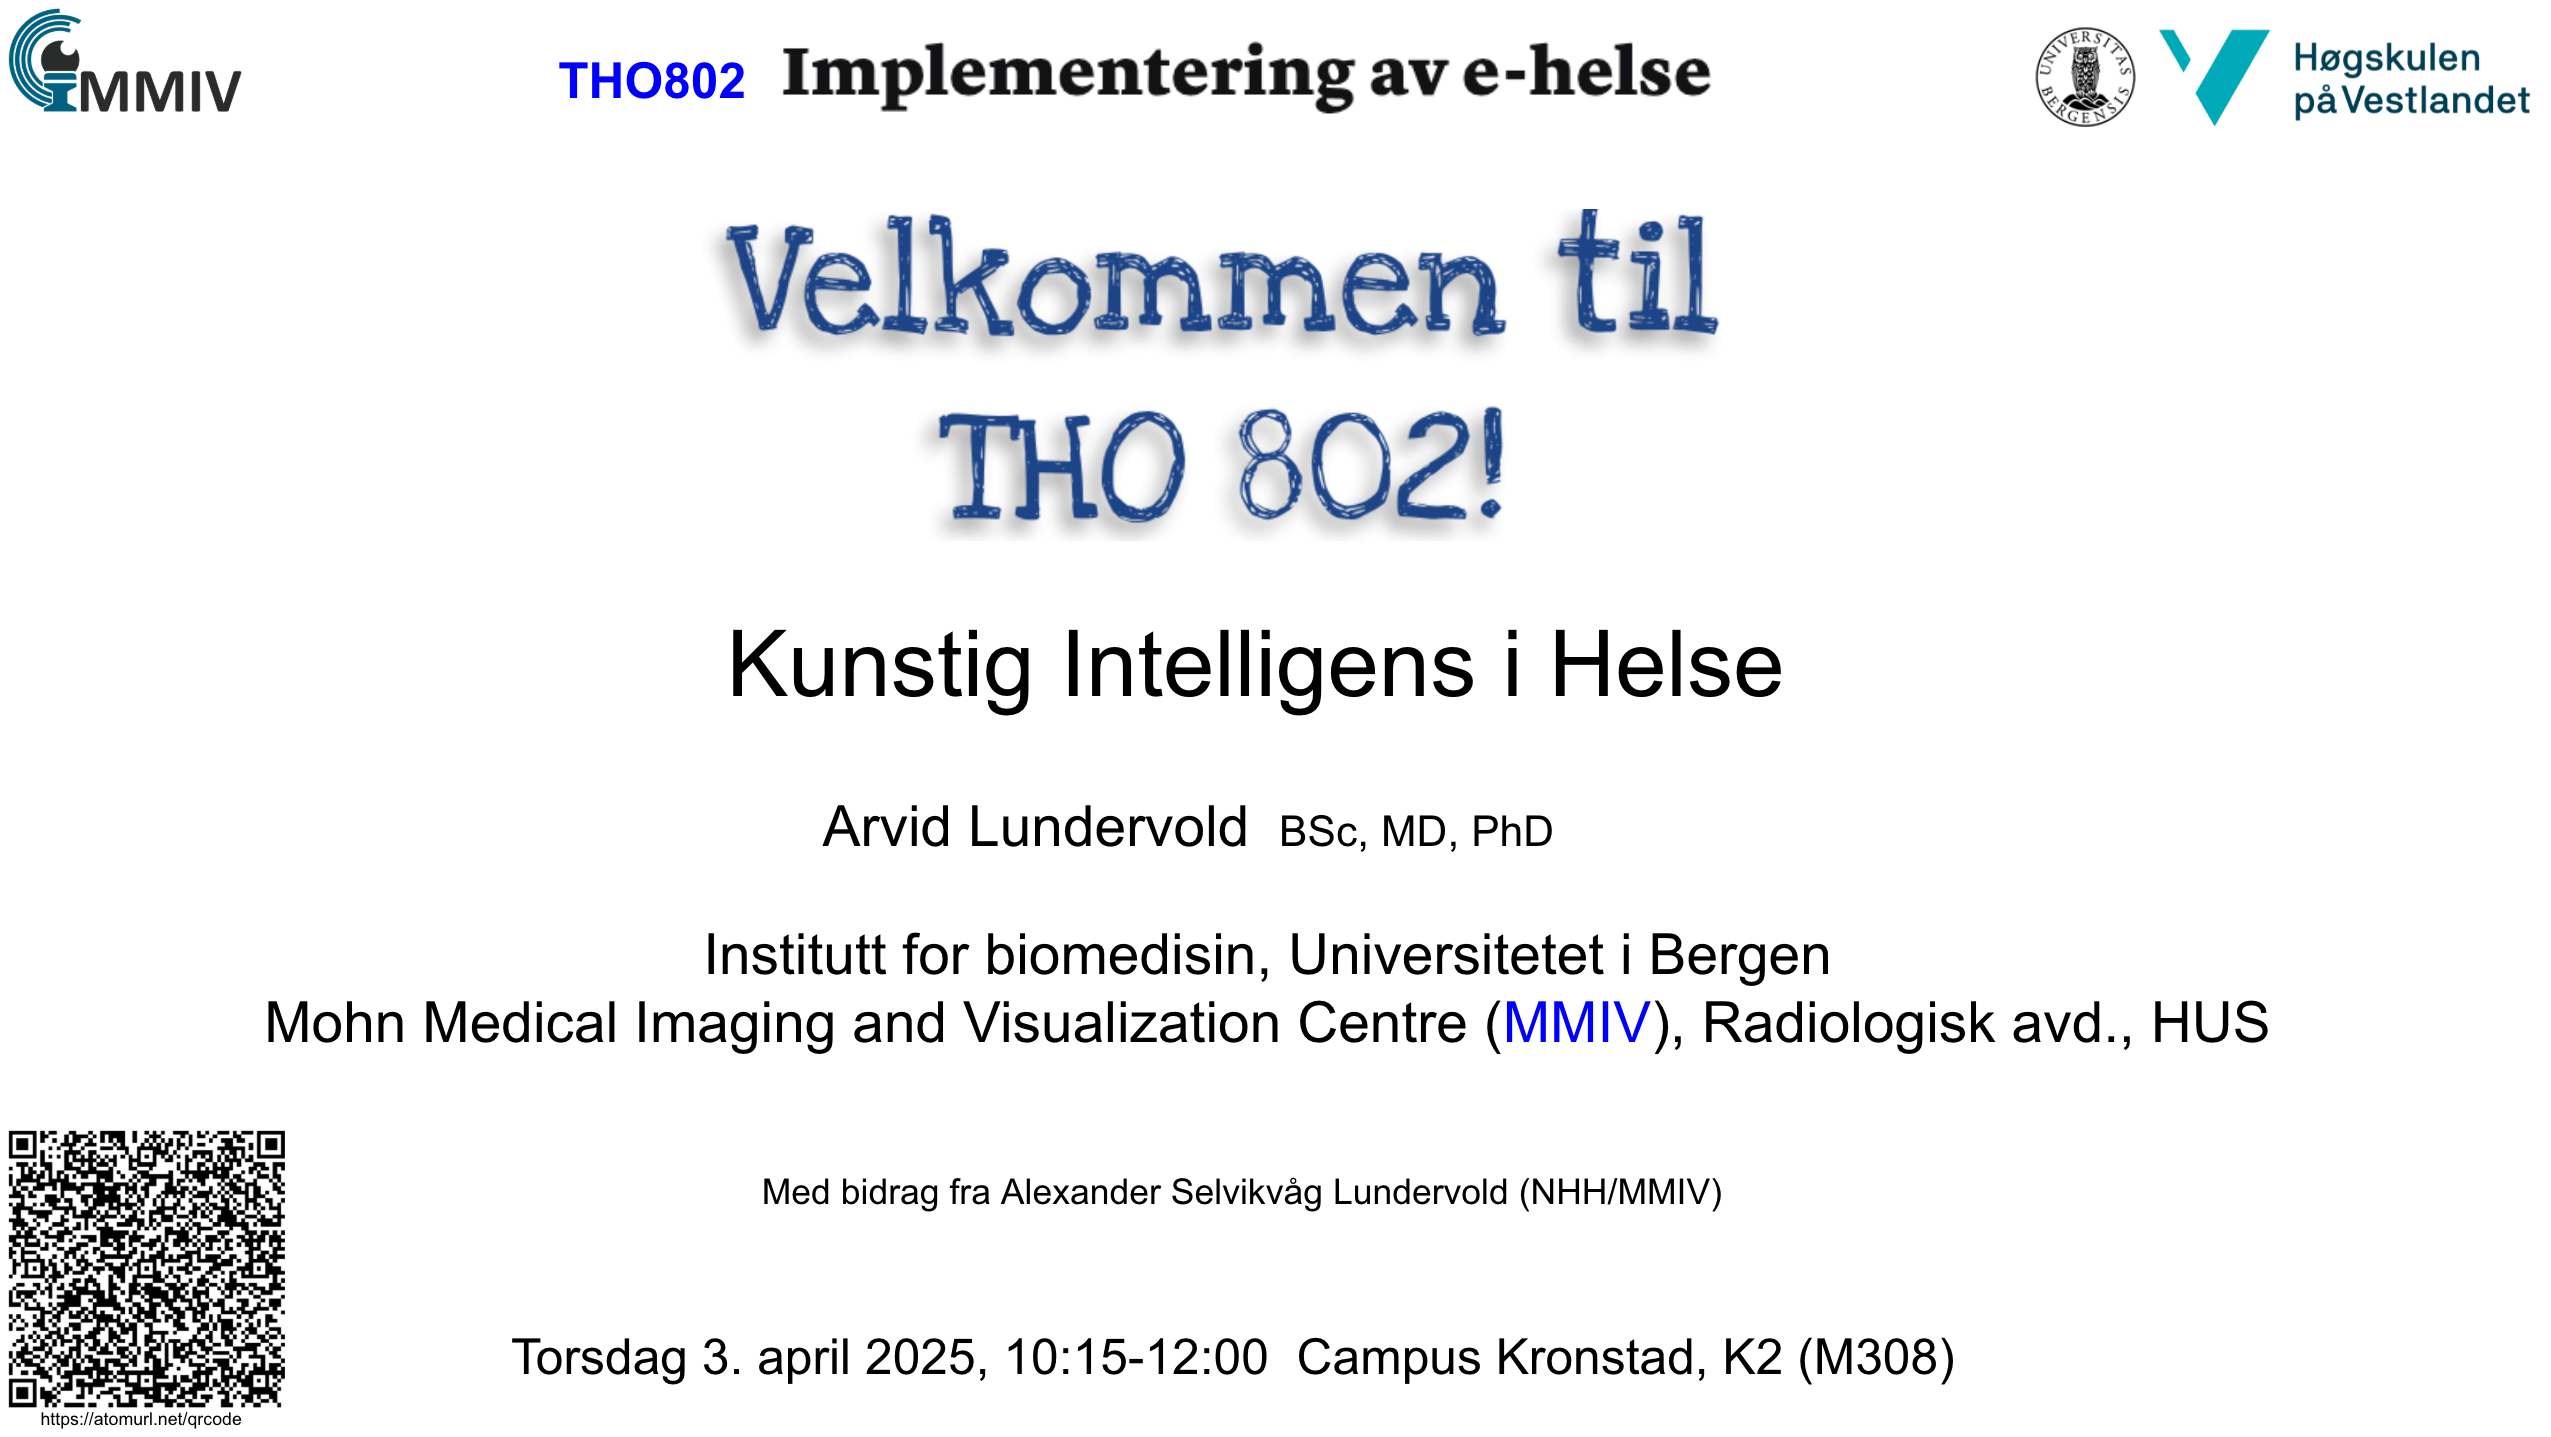 MMIV
THO802 Implementering av e-helse
UNIVERSITAS BERGENSIS
Høgskulen
på Vestlandet
Velkommen til
THO 802!
Kunstig Intelligens i Helse
Arvid Lundervold BSc, MD, PhD
Institutt for biomedisin, Universitetet i Bergen
Mohn Medical Imaging and Visualization Centre (MMIV), Radiologisk avd., HUS
Med bidrag fra Alexander Selvikvåg Lundervold (NHH/MMIV)
Torsdag 3. april 2025, 10:15-12:00 Campus Kronstad, K2 (M308)
https://atomurl.net/qrcode